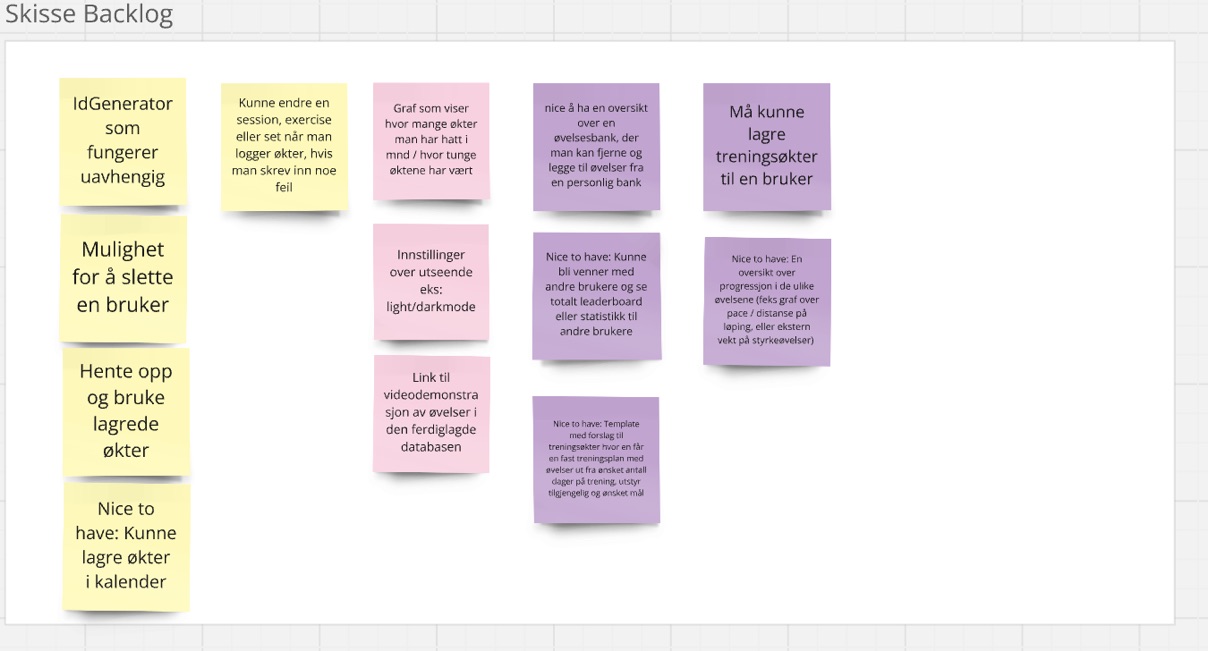 Skisse Backlog
IdGenerator
som
fungerer
uavhengig
Mulighet
for å slette
en bruker
Hente opp
og bruke
lagrede
økter
Nice to
have: Kunne
lagre økter
i kalender
Kunne endre en
session, exercise
eller set når man
logger økter, hvis
man skrev inn noe
feil
Graf som viser
hvor mange økter
man har hatt i
mnd / hvor tunge
øktene har vært
Innstillinger
over utseende
eks:
light/darkmode
Link til
videodemonstra
sjon av øvelser i
den ferdiglagde
databasen
nice å ha en oversikt
over en
øvelsesbank, der
man kan fjerne og
legge til øvelser fra
en personlig bank
Nice to have: Kunne
bli venner med
andre brukere og se
totalt leaderboard
eller statistikk til
andre brukere
Nice to have: Template
med forslag til
treningsøkter hvor en får
en fast treningsplan med
øvelser ut fra ønsket antall
dager på trening, utstyr
tilgjengelig og ønsket mål
Må kunne
lagre
treningsøkter
til en bruker
Nice to have: En
oversikt over
progressjon i de ulike
øvelsene (feks graf over
pace / distanse på
løping, eller ekstern
vekt på styrkeøvelser)